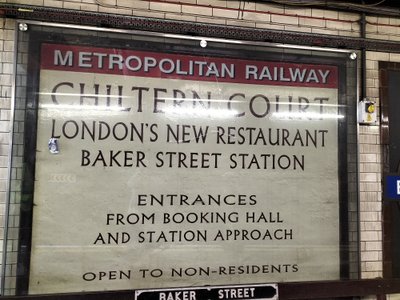 METROPOLITAN RAILWAY
CHILTERN COURT
LONDON'S NEW RESTAURANT
BAKER STREET STATION
ENTRANCES
FROM BOOKING HALL
AND STATION APPROACH
OPEN TO NON-RESIDENTS
BAKER STREET